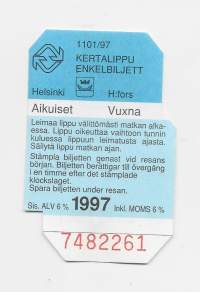 1101/97
KERTALIPPU
ENKELBILJETT
Helsinki H:fors
Aikuiset Vuxna
Leimaa lippu välittömästi matkan alka-
essa. Lippu oikeuttaa vaihtoon tunnin
kuluessa lippuun leimatusta ajasta.
Säilytä lippu matkan ajan.
Stämpla biljetten genast vid resans
början. Biljetten berättigar till övergång
i en timme efter det stämplade
klockslaget.
Spara biljetten under resan.
Sis. ALV 6 % 1997 Inkl. MOMS 6 %
7482261